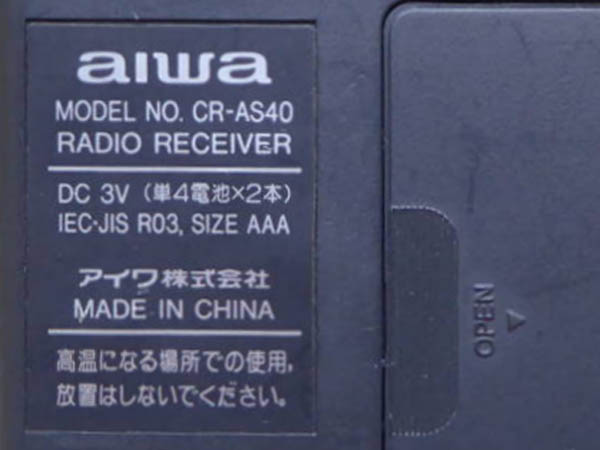 aiwa
MODEL NO. CR-AS40
RADIO RECEIVER
DC 3V (単4電池×2本)
IEC·JIS R03, SIZE AAA
アイワ株式会社
MADE IN CHINA
高温になる場所での使用,
放置はしないでください。
OPEN